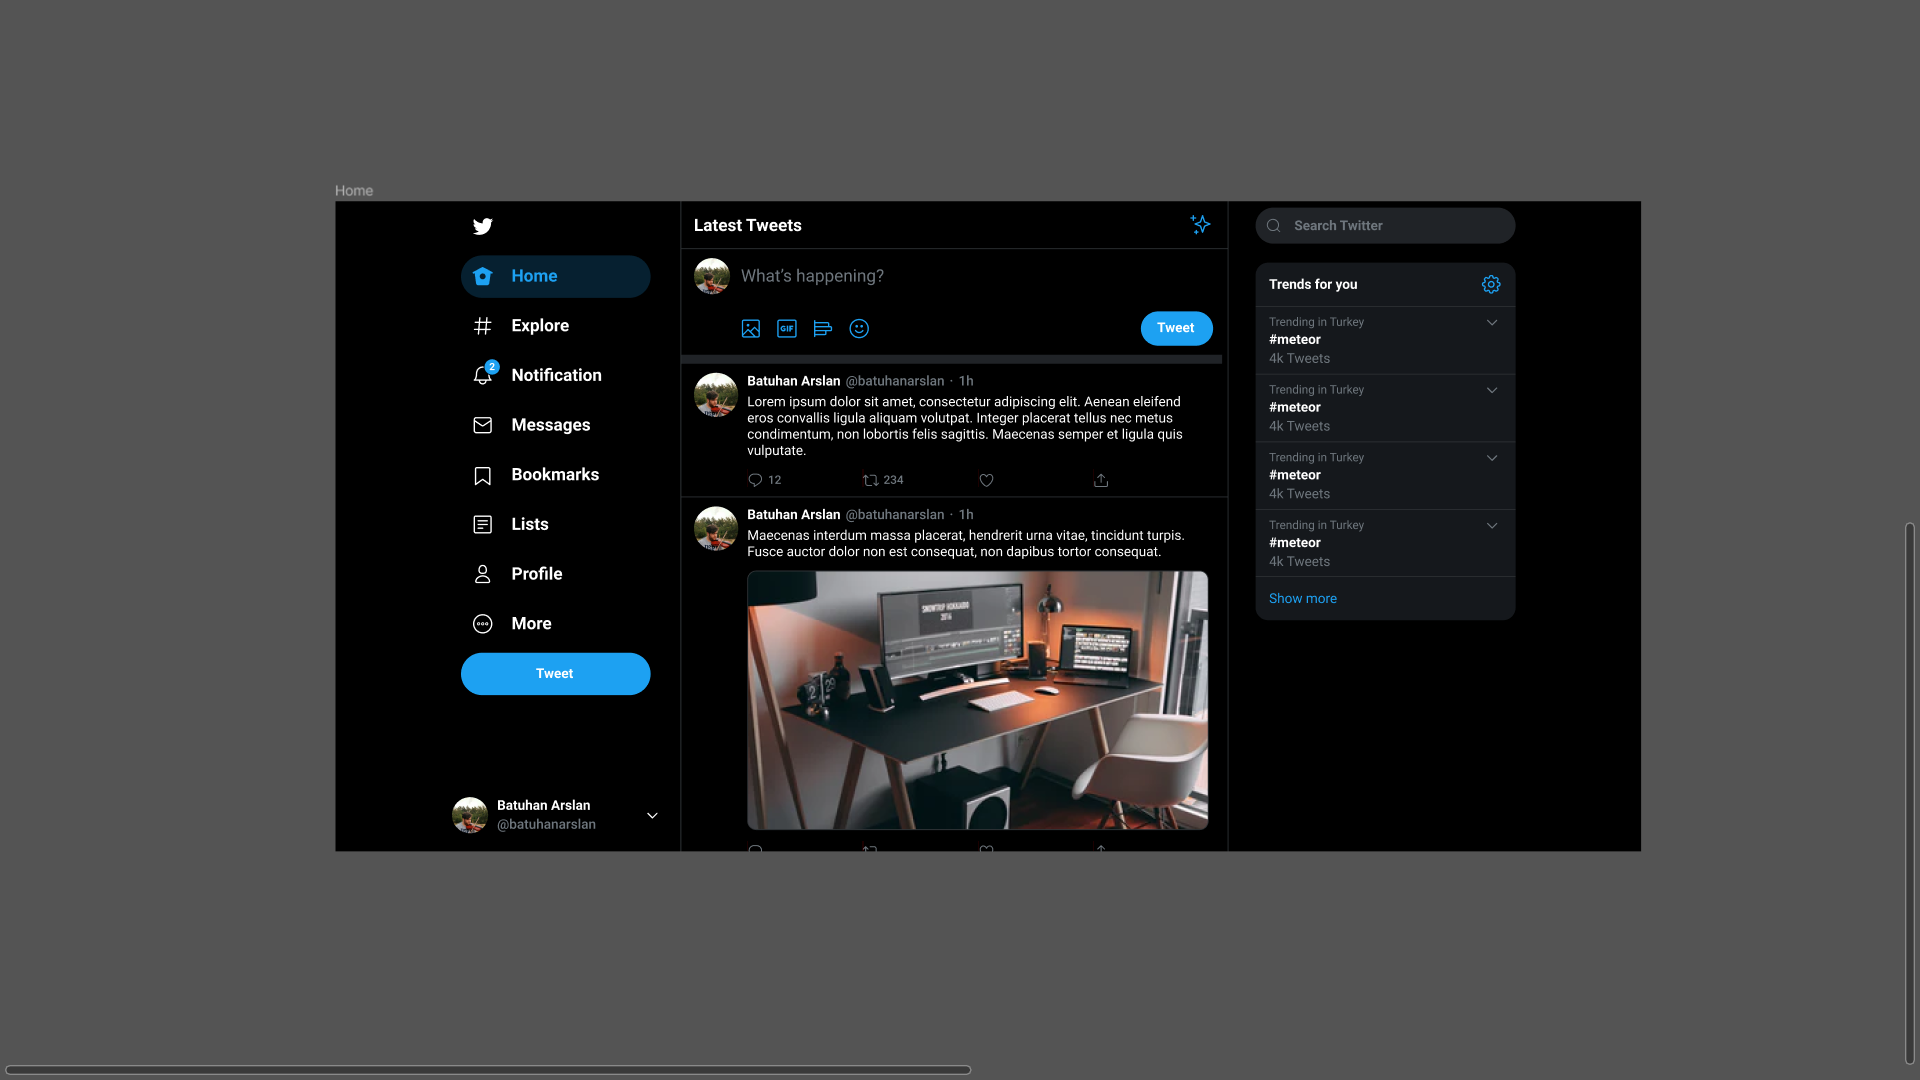 Home
Home
Explore
2
Notification
Messages
Bookmarks
Lists
Profile
More
Tweet
Batuhan Arslan
@batuhanarslan
Latest Tweets
What's happening?
GIF
Tweet
Batuhan Arslan @batuhanarslan · 1h
Lorem ipsum dolor sit amet, consectetur adipiscing elit. Aenean eleifend
eros convallis ligula aliquam volutpat. Integer placerat tellus nec metus
condimentum, non lobortis felis sagittis. Maecenas semper et ligula quis
vulputate.
12 234
Batuhan Arslan @batuhanarslan · 1h
Maecenas interdum massa placerat, hendrerit urna vitae, tincidunt turpis.
Fusce auctor dolor non est consequat, non dapibus tortor consequat.
SNOWTRIP HOKKAIDO
2016
Search Twitter
Trends for you
Trending in Turkey
#meteor
4k Tweets
Trending in Turkey
#meteor
4k Tweets
Trending in Turkey
#meteor
4k Tweets
Trending in Turkey
#meteor
4k Tweets
Show more